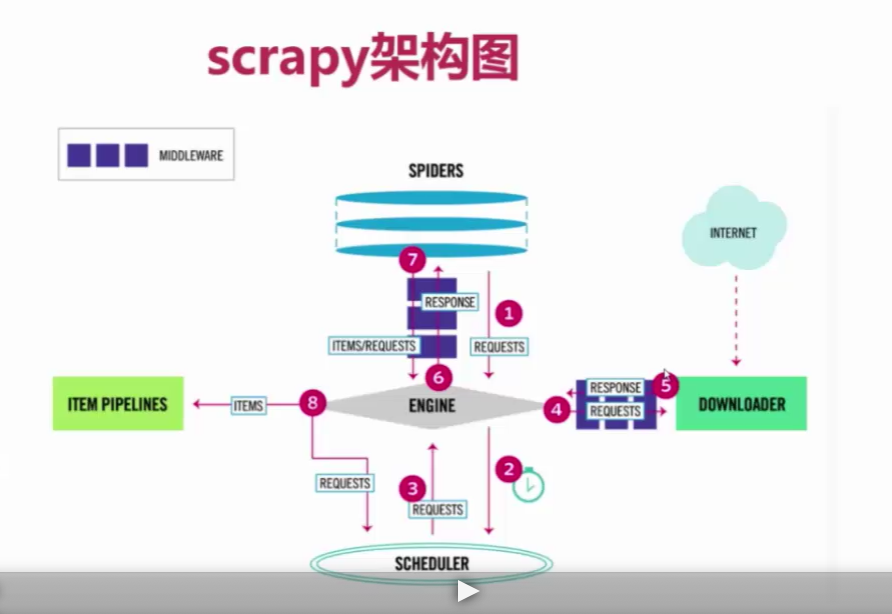 scrapy架构图
MIDDLEWARE
SPIDERS
INTERNET
7
RESPONSE
1
ITEMS/REQUESTS
REQUESTS
6
5
RESPONSE
ITEM PIPELINES
ITEMS
8
ENGINE
4
REQUESTS
DOWNLOADER
2
REQUESTS
3
REQUESTS
SCHEDULER